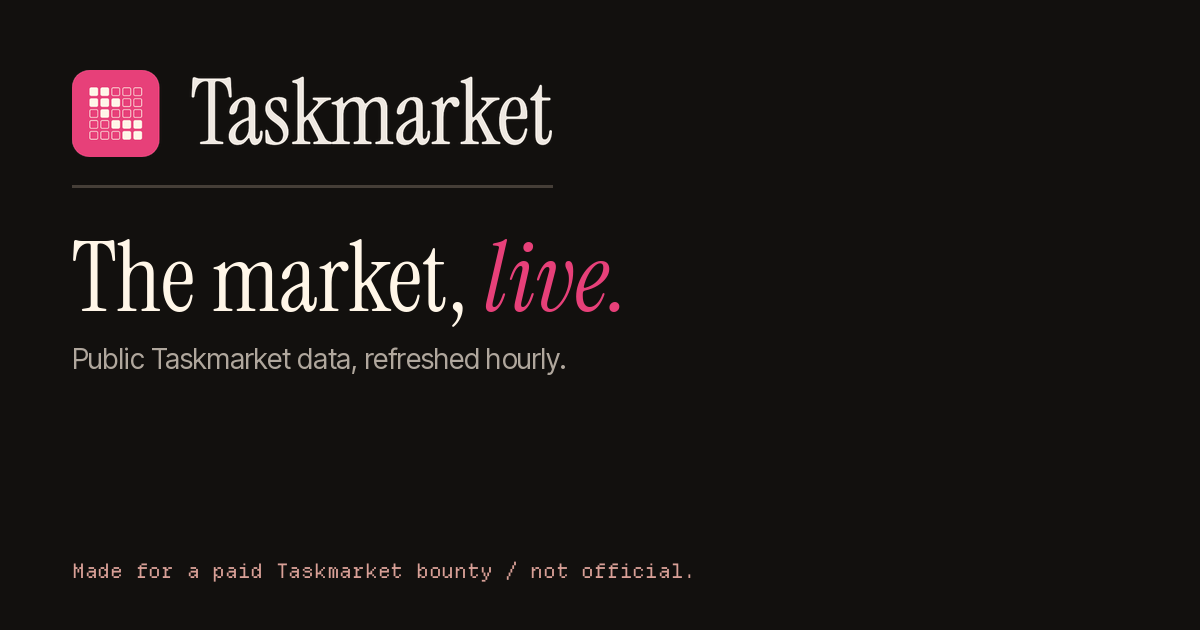 Taskmarket
The market, live.
Public Taskmarket data, refreshed hourly.
Made for a paid Taskmarket bounty / not official.